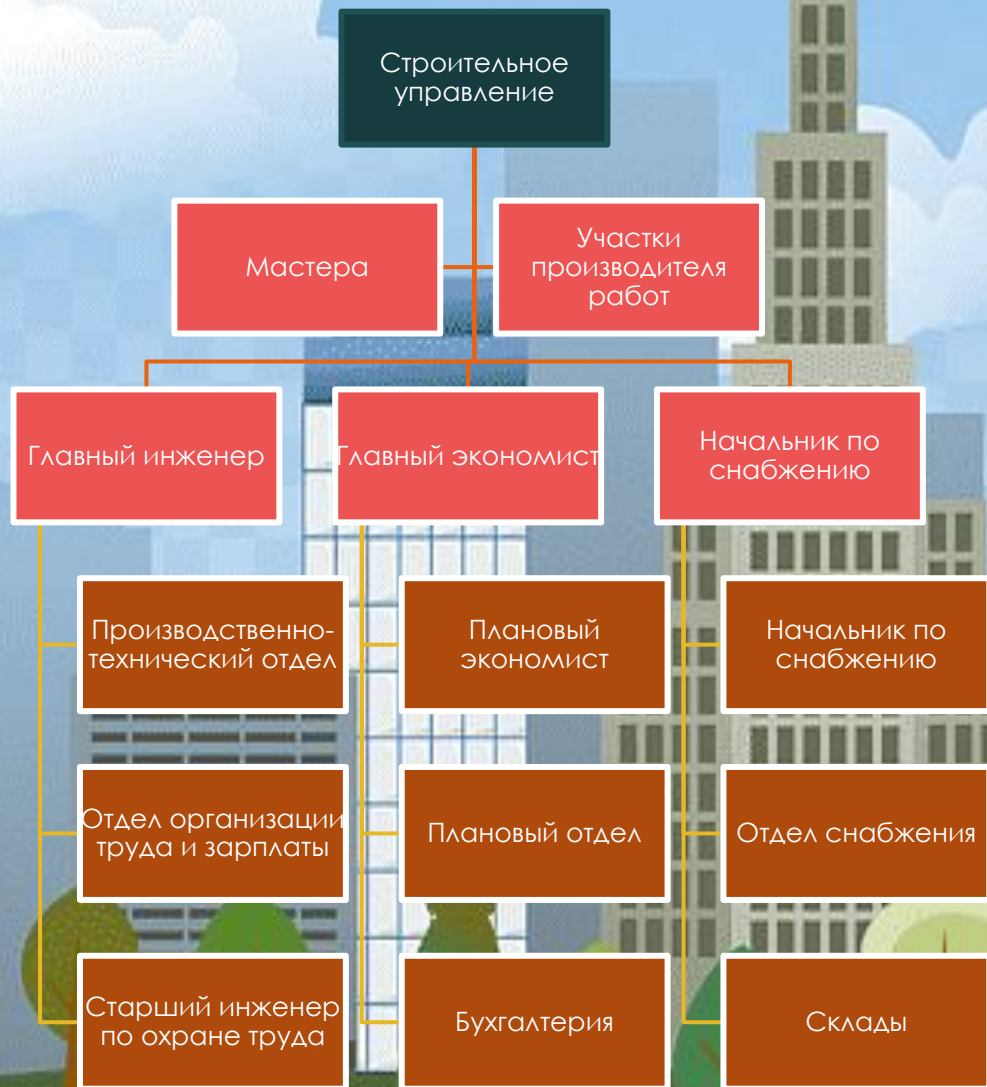 Строительное
управление
Мастера
Участки
производителя
работ
Главный инженер
Главный экономист
Начальник по
снабжению
Производственно-
технический отдел
Плановый
экономист
Начальник по
снабжению
Отдел организации
труда и зарплаты
Плановый отдел
Отдел снабжения
Старший инженер
по охране труда
Бухгалтерия
Склады